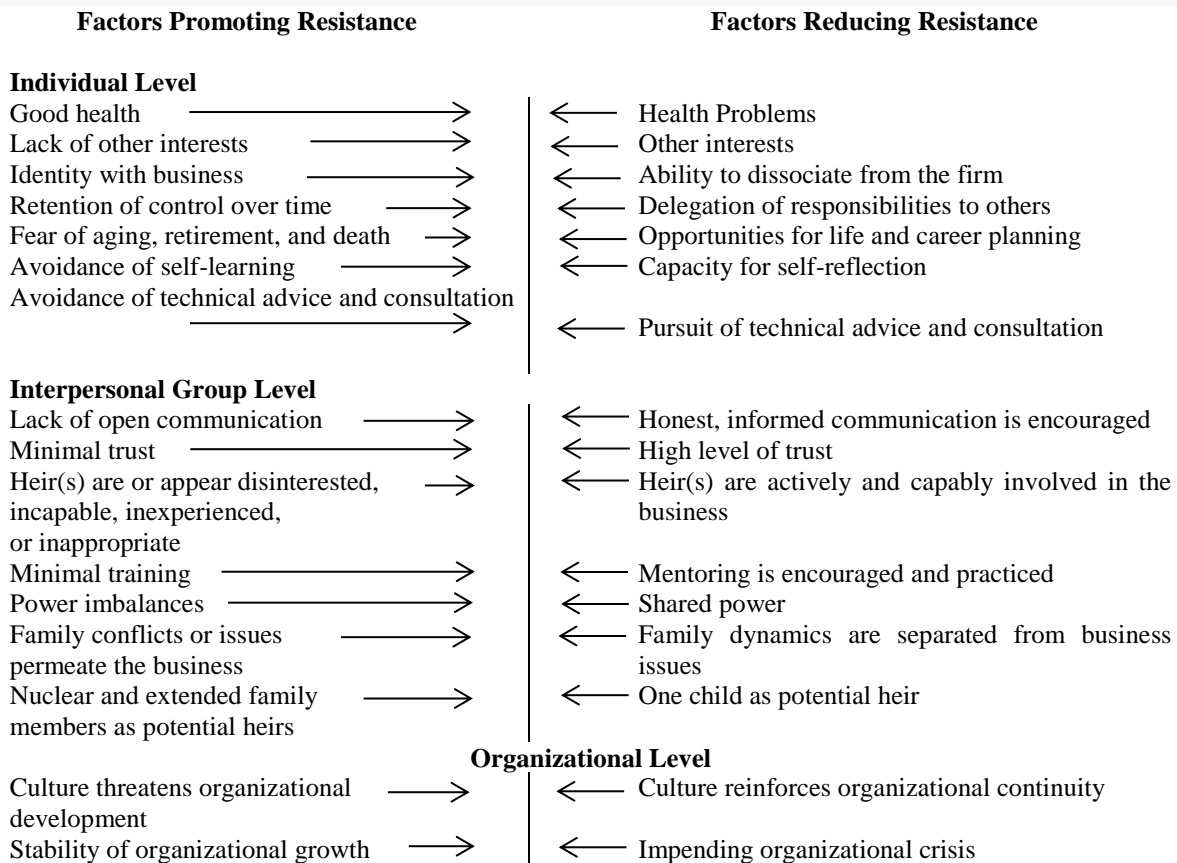 Factors Promoting Resistance Factors Reducing Resistance
Individual Level
Good health Health Problems
Lack of other interests Other interests
Identity with business Ability to dissociate from the firm
Retention of control over time Delegation of responsibilities to others
Fear of aging, retirement, and death Opportunities for life and career planning
Avoidance of self-learning Capacity for self-reflection
Avoidance of technical advice and consultation
Pursuit of technical advice and consultation
Interpersonal Group Level
Lack of open communication Honest, informed communication is encouraged
Minimal trust High level of trust
Heir(s) are or appear disinterested, Heir(s) are actively and capably involved in the
incapable, inexperienced, business
or inappropriate
Minimal training Mentoring is encouraged and practiced
Power imbalances Shared power
Family conflicts or issues Family dynamics are separated from business
permeate the business issues
Nuclear and extended family One child as potential heir
members as potential heirs
Organizational Level
Culture threatens organizational Culture reinforces organizational continuity
development
Stability of organizational growth Impending organizational crisis